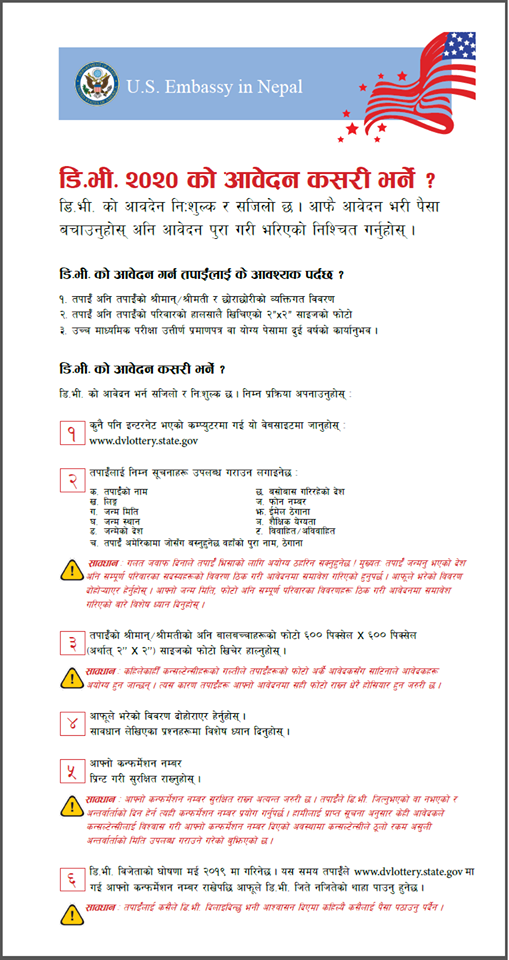 U.S. Embassy in Nepal
डि.भी. २०२० को आवेदन कसरी भर्ने ?
डि.भी. को आवदेन नि:शुल्क र सजिलो छ । आफै आवेदन भरी पैसा
बचाउनुहोस् अनि आवेदन पुरा गरी भरिएको निश्चित गर्नुहोस् ।
डि.भी. को आवेदन गर्न तपाईंलाई के आवश्यक पर्दछ ?
१. तपाईं अनि तपाईंको श्रीमान्/श्रीमती र छोराछोरीको व्यक्तिगत विवरण
२. तपाईं अनि तपाईंको परिवारको हालसालै खिचिएको २"x२" साइजको फोटो
३. उच्च माध्यमिक परीक्षा उत्तीर्ण प्रमाणपत्र वा योग्य पेसामा दुई वर्षको कार्यानुभव ।
डि.भी. को आवेदन कसरी भर्ने ?
डि.भी. को आवेदन भर्न सजिलो र नि:शुल्क छ । निम्न प्रक्रिया अपनाउनुहोस् :
१ कुनै पनि इन्टरनेट भएको कम्प्युटरमा गई यो वेबसाइटमा जानुहोस् :
www.dvlottery.state.gov
२ तपाईंलाई निम्न सूचनाहरू उपलब्ध गराउन लगाइनेछ :
क. तपाईंको नाम
ख. लिङ्ग
ग. जन्म मिति
घ. जन्म स्थान
ङ. जन्मेको देश
च. तपाईं अमेरिकामा जोसँग बस्नुहुनेछ वहाँको पुरा नाम, ठेगाना
छ. बसोबास गरिरहेको देश
ज. फोन नम्बर
झ. ईमेल ठेगाना
ञ. शैक्षिक योग्यता
ट. विवाहित/अविवाहित
सावधान : गलत जवाफ दिनाले तपाईं भिसाको लागि अयोग्य ठहरिन सक्नुहुनेछ ! मुख्यत: तपाईं जन्मनु भएको देश
अनि सम्पूर्ण परिवारका सदस्यहरूको विवरण ठिक गरी आवेदनमा समावेश गरिएको हुनुपर्छ । आफूले भरेको विवरण
दोहोर्‍याएर हेर्नुहोस् । आफ्नो जन्म मिति, फोटो अनि सम्पूर्ण परिवारका विवरणहरू ठिक गरी आवेदनमा समावेश
गरिएको बारे विशेष ध्यान दिनुहोस् ।
३ तपाईंको श्रीमान्/श्रीमतीको अनि बालबच्चाहरूको फोटो ६०० पिक्सेल X ६०० पिक्सेल
(अर्थात् २" X २") साइजको फोटो खिचेर हाल्नुहोस् ।
सावधान : कहिलेकाहीँ कन्सल्टेन्सीहरूको गल्तीले तपाईंहरूको फोटो अर्कै आवेदकसँग साटिनाले आवेदकहरू
अयोग्य हुन जान्छन् । त्यस कारण तपाईंहरू आफ्नो आवेदनमा सही फोटो राख्न धेरै होसियार हुन जरुरी छ ।
४ आफूले भरेको विवरण दोहोराएर हेर्नुहोस् ।
सावधान लेखिएका प्रश्नहरूमा विशेष ध्यान दिनुहोस् ।
५ आफ्नो कन्फर्मेशन नम्बर
प्रिन्ट गरी सुरक्षित राख्नुहोस् ।
सावधान : आफ्नो कन्फर्मेशन नम्बर सुरक्षित राख्न अत्यन्त जरुरी छ । तपाईंले डि.भी. जित्नुभएको वा नभएको र
अन्तर्वार्ताको दिन हेर्न त्यही कन्फर्मेशन नम्बर प्रयोग गर्नुपर्छ । हामीलाई प्राप्त सूचना अनुसार केही आवेदकले
कन्सल्टेन्सीलाई विश्वास गरी आफ्नो कन्फर्मेशन नम्बर दिएको अवस्थामा कन्सल्टेन्सीले ठूलो रकम असुली
अन्तर्वार्ताको मिति उपलब्ध गराउने गरेको बुझिएको छ ।
६ डि.भी. विजेताको घोषणा मई २०१९ मा गरिनेछ । यस समय तपाईंले www.dvlottery.state.gov मा
गई आफ्नो कन्फर्मेशन नम्बर राखेपछि आफूले डि.भी. जिते नजितेको थाहा पाउनु हुनेछ ।
सावधान : तपाईंलाई कसैले डि.भी. दिलाइदिन्छु भनी आश्वासन दिएमा कहिल्यै कसैलाई पैसा पठाउनु पर्दैन ।